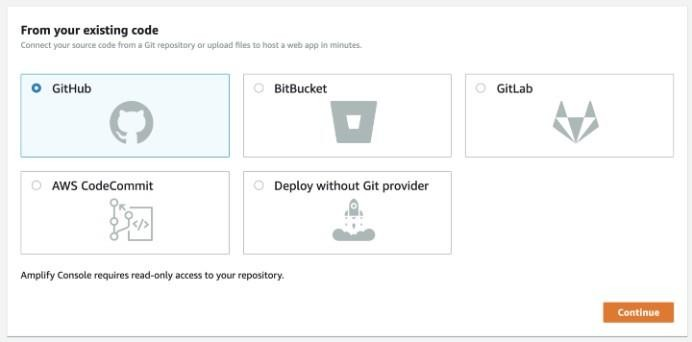 From your existing code
Connect your source code from a Git repository or upload files to host a web app in minutes.
GitHub
BitBucket
GitLab
AWS CodeCommit
Deploy without Git provider
</>
Amplify Console requires read-only access to your repository.
Continue